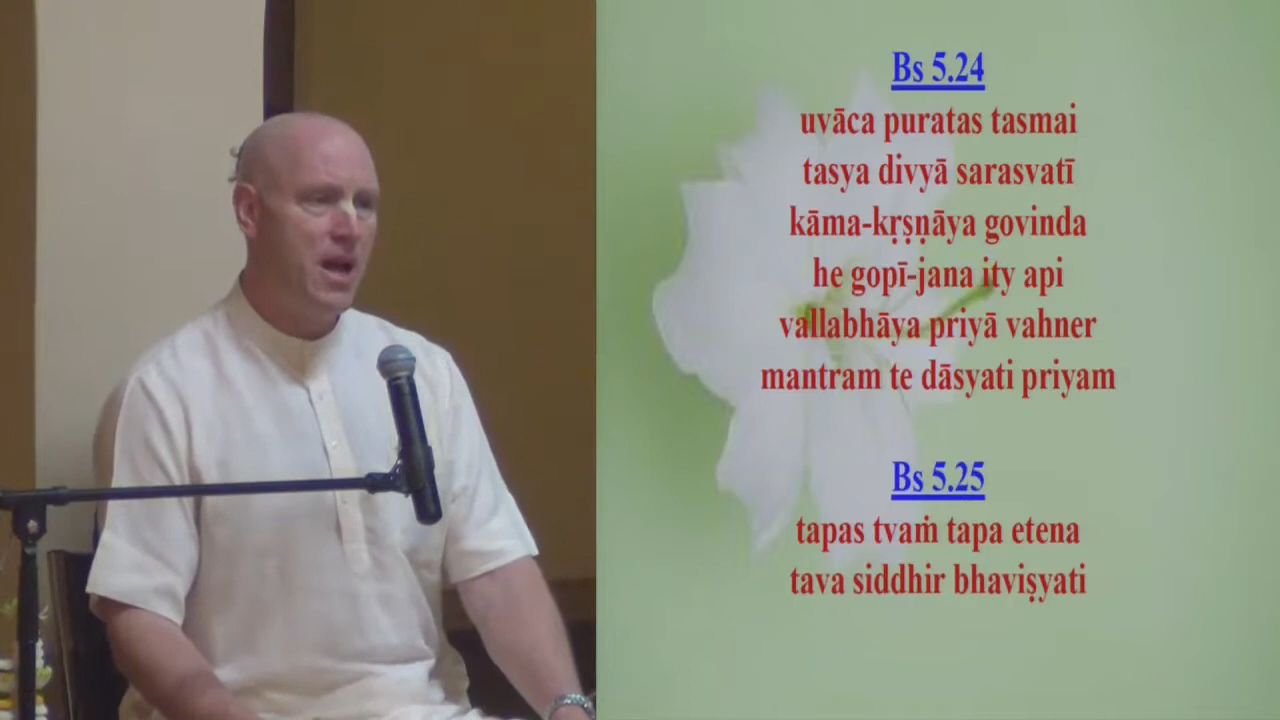 Bs 5.24
uvāca puratas tasmai
tasya divyā sarasvatī
kāma-kṛṣṇāya govinda
he gopī-jana ity api
vallabhāya priyā vahner
mantram te dāsyati priyam
Bs 5.25
tapas tvaṁ tapa etena
tava siddhir bhaviṣyati